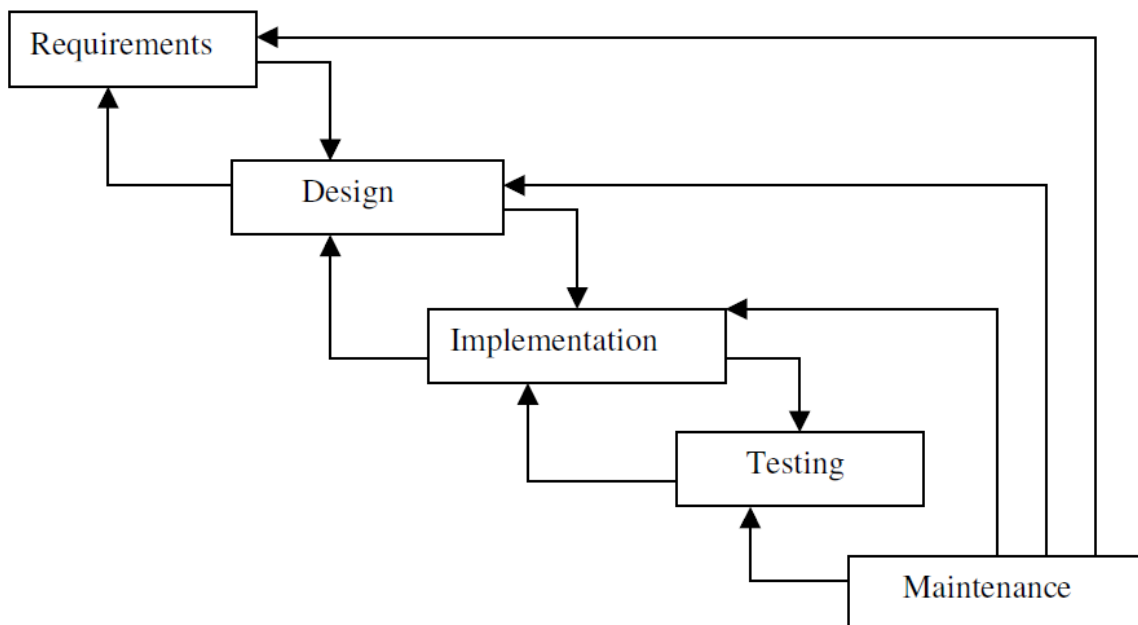 Requirements
Design
Implementation
Testing
Maintenance